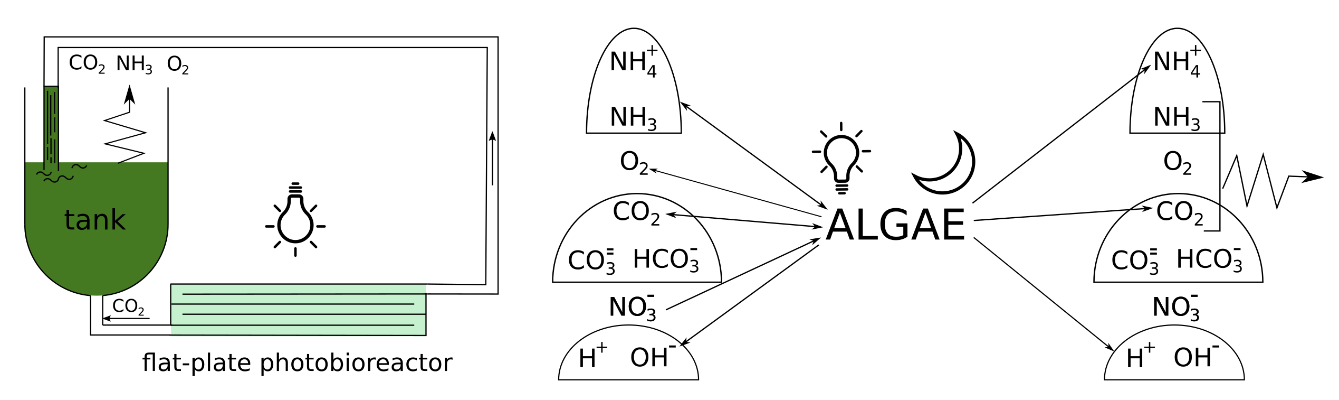 CO₂ NH₃ O₂
tank
CO₂
flat-plate photobioreactor
NH₄⁺
NH₃
O₂
CO₂
CO₃⁼ HCO₃⁻
NO₃⁻
H⁺ OH⁻
ALGAE
NH₄⁺
NH₃
O₂
CO₂
CO₃⁼ HCO₃⁻
NO₃⁻
H⁺ OH⁻